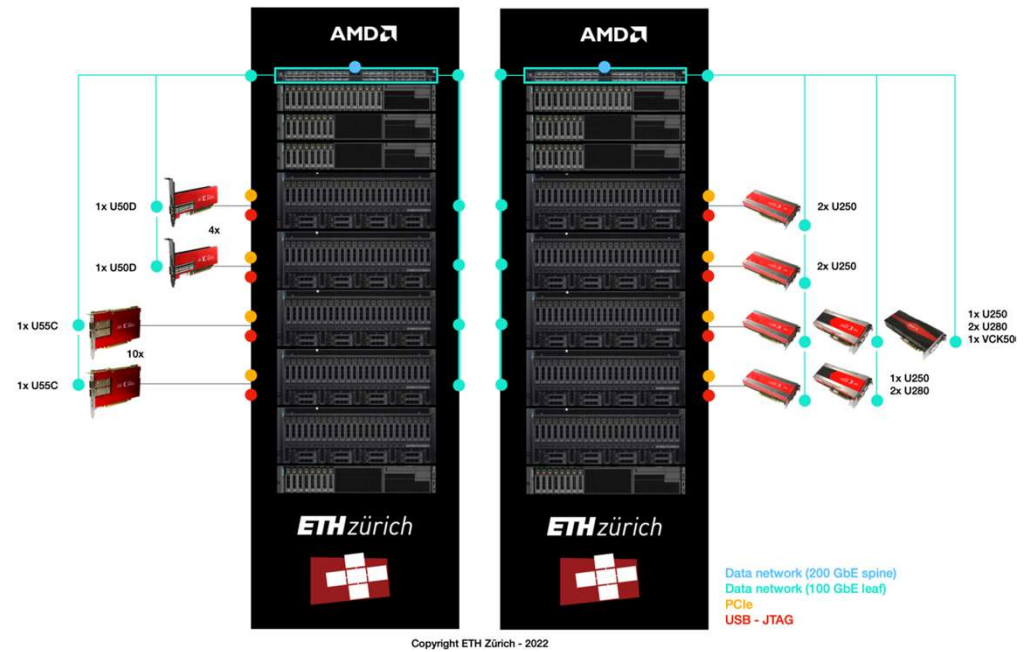 AMD
AMD
1x U50D
4x
1x U50D
1x U55C
10x
1x U55C
2x U250
2x U250
1x U250
2x U280
1x VCK500
1x U250
2x U280
ETH zürich
ETH zürich
Data network (200 GbE spine)
Data network (100 GbE leaf)
PCIe
USB - JTAG
Copyright ETH Zürich - 2022